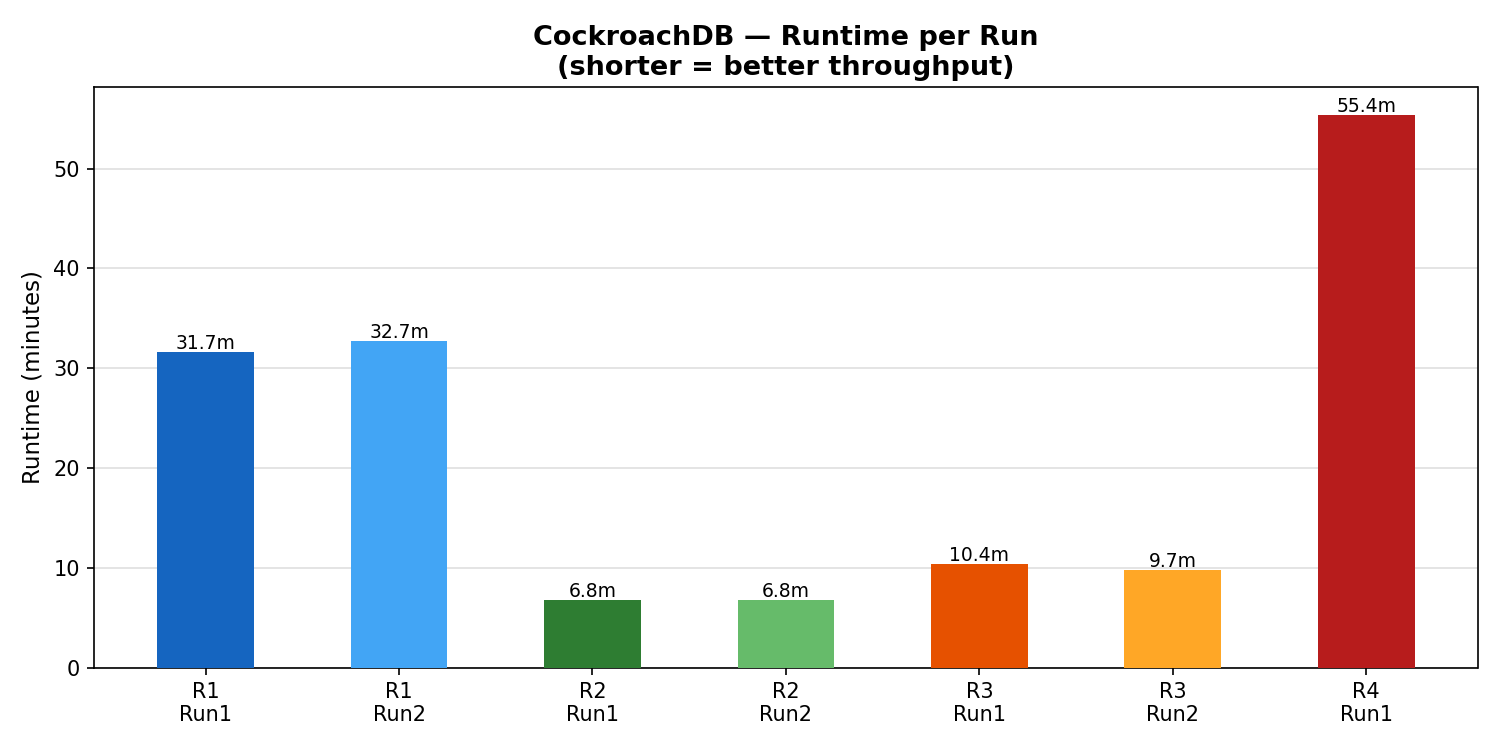 CockroachDB — Runtime per Run
(shorter = better throughput)
Runtime (minutes)
50
40
30
20
10
0
31.7m
32.7m
6.8m
6.8m
10.4m
9.7m
55.4m
R1
Run1
R1
Run2
R2
Run1
R2
Run2
R3
Run1
R3
Run2
R4
Run1